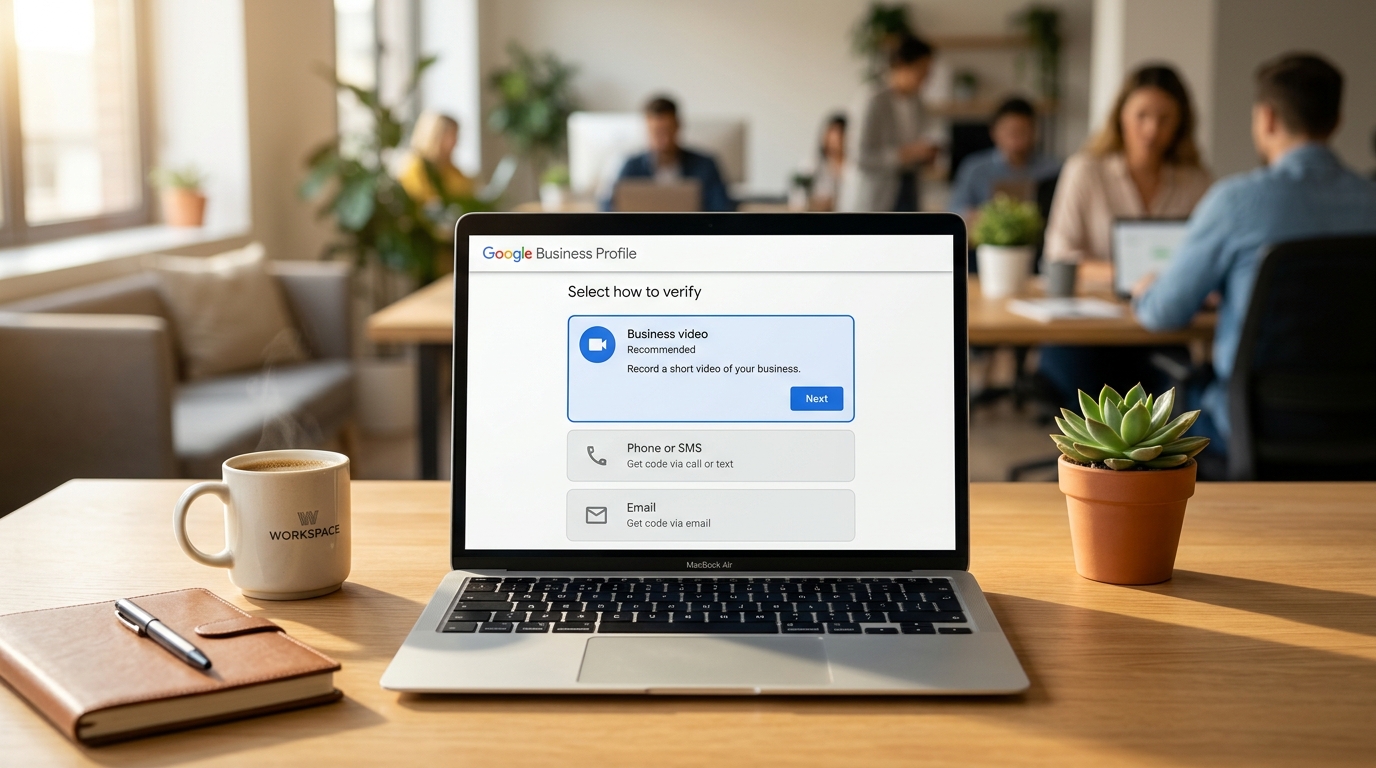 Google Business Profile
Select how to verify
Business video
Recommended
Record a short video of your business.
Next
Phone or SMS
Get code via call or text
Email
Get code via email
W
WORKSPACE
MacBook Air